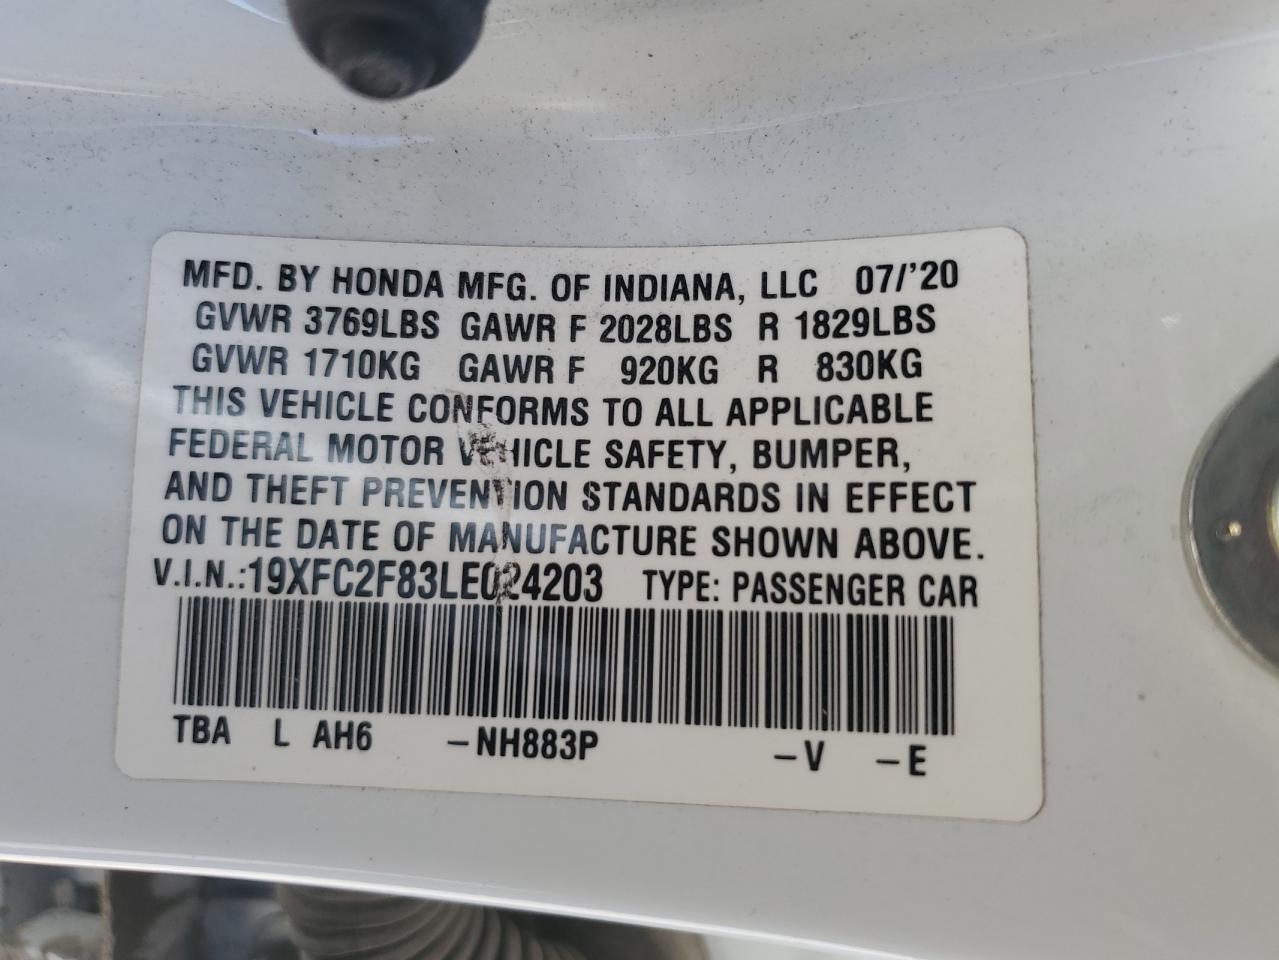 MFD. BY HONDA MFG. OF INDIANA, LLC 07/'20
GVWR 3769LBS GAWR F 2028LBS R 1829LBS
GVWR 1710KG GAWR F 920KG R 830KG
THIS VEHICLE CONFORMS TO ALL APPLICABLE
FEDERAL MOTOR VEHICLE SAFETY, BUMPER,
AND THEFT PREVENTION STANDARDS IN EFFECT
ON THE DATE OF MANUFACTURE SHOWN ABOVE.
V.I.N.:19XFC2F83LE024203 TYPE: PASSENGER CAR
TBA L AH6 –NH883P –V –E